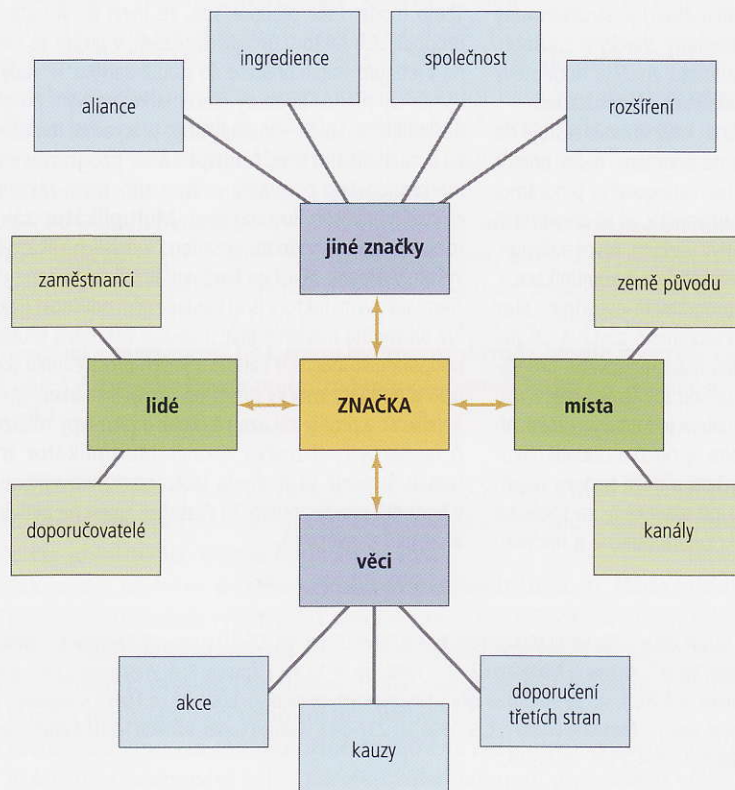 ingredience
společnost
aliance
rozšíření
jiné značky
zaměstnanci
země původu
lidé
ZNAČKA
místa
doporučovatelé
kanály
věci
akce
kauzy
doporučení
třetích stran